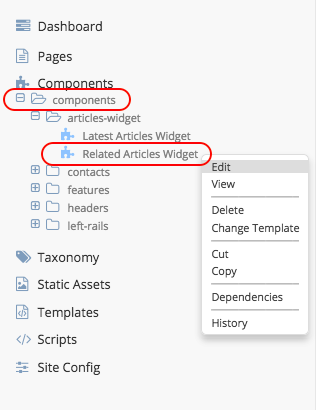 Dashboard
Pages
Components
components
articles-widget
Latest Articles Widget
Related Articles Widget
contacts
features
headers
left-rails
Taxonomy
Static Assets
Templates
Scripts
Site Config
Edit
View
Delete
Change Template
Cut
Copy
Dependencies
History